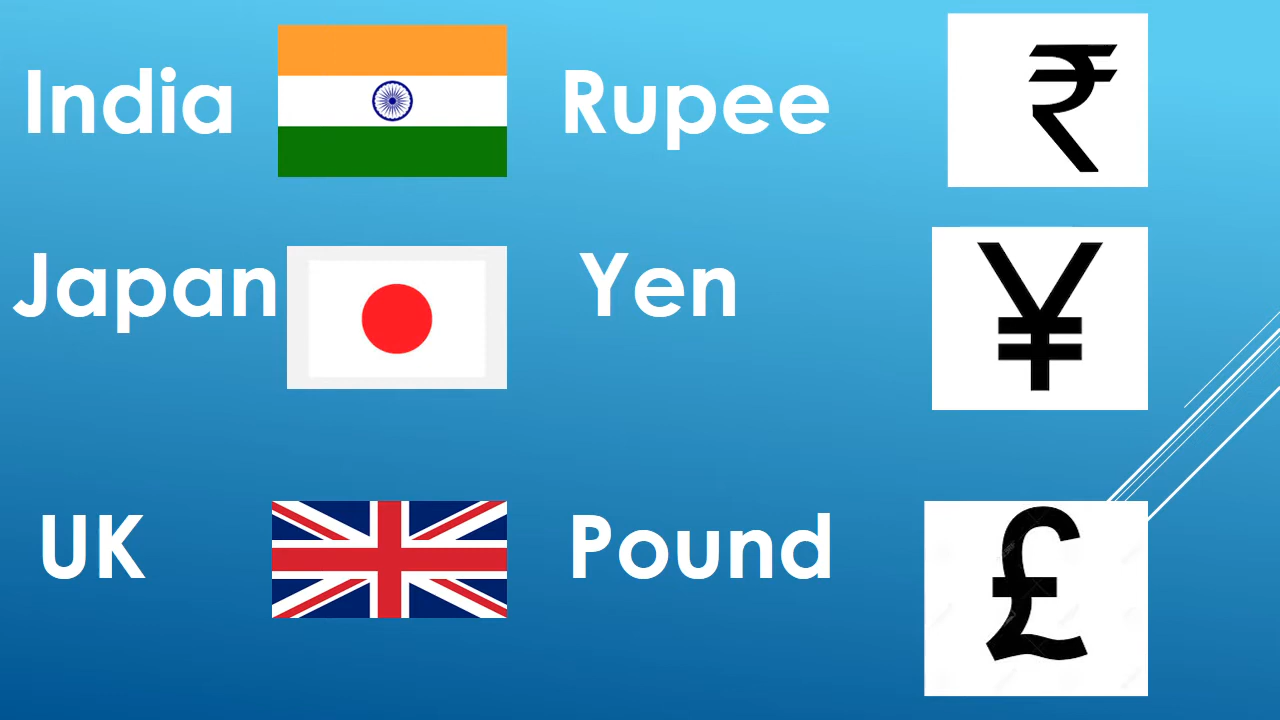 India Rupee ₹
Japan Yen ¥
UK Pound £